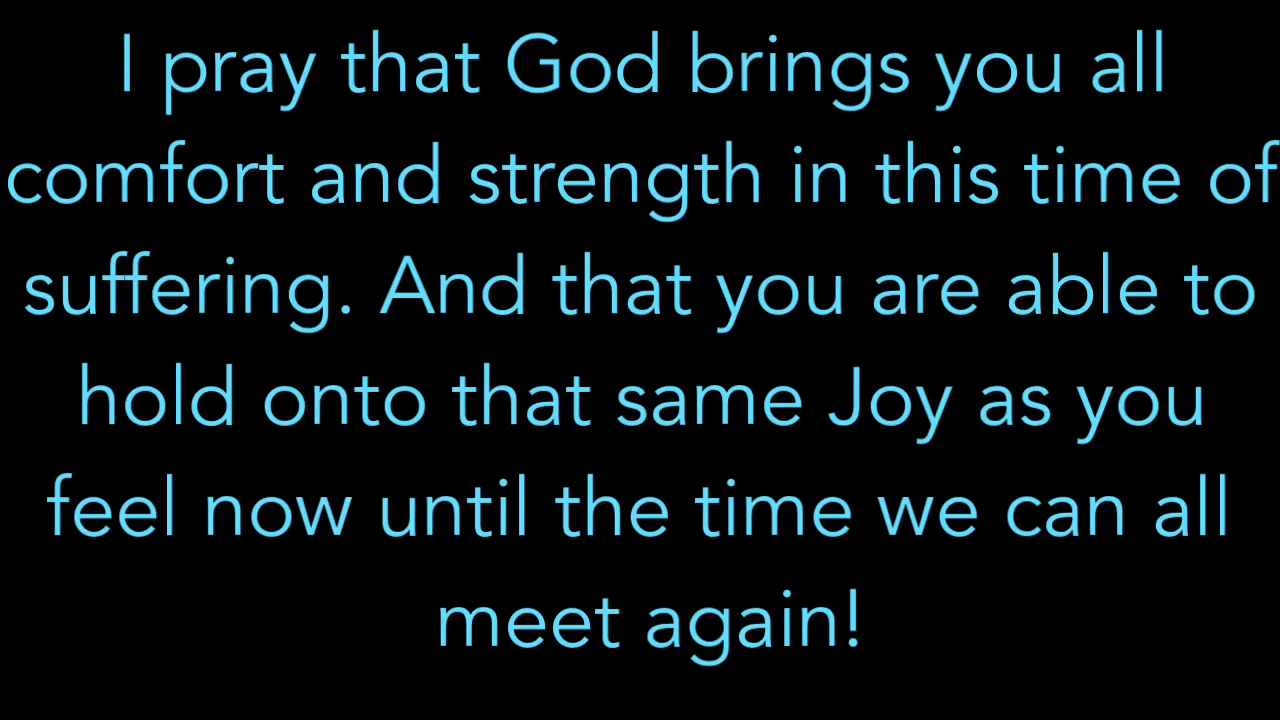 I pray that God brings you all
comfort and strength in this time of
suffering. And that you are able to
hold onto that same Joy as you
feel now until the time we can all
meet again!